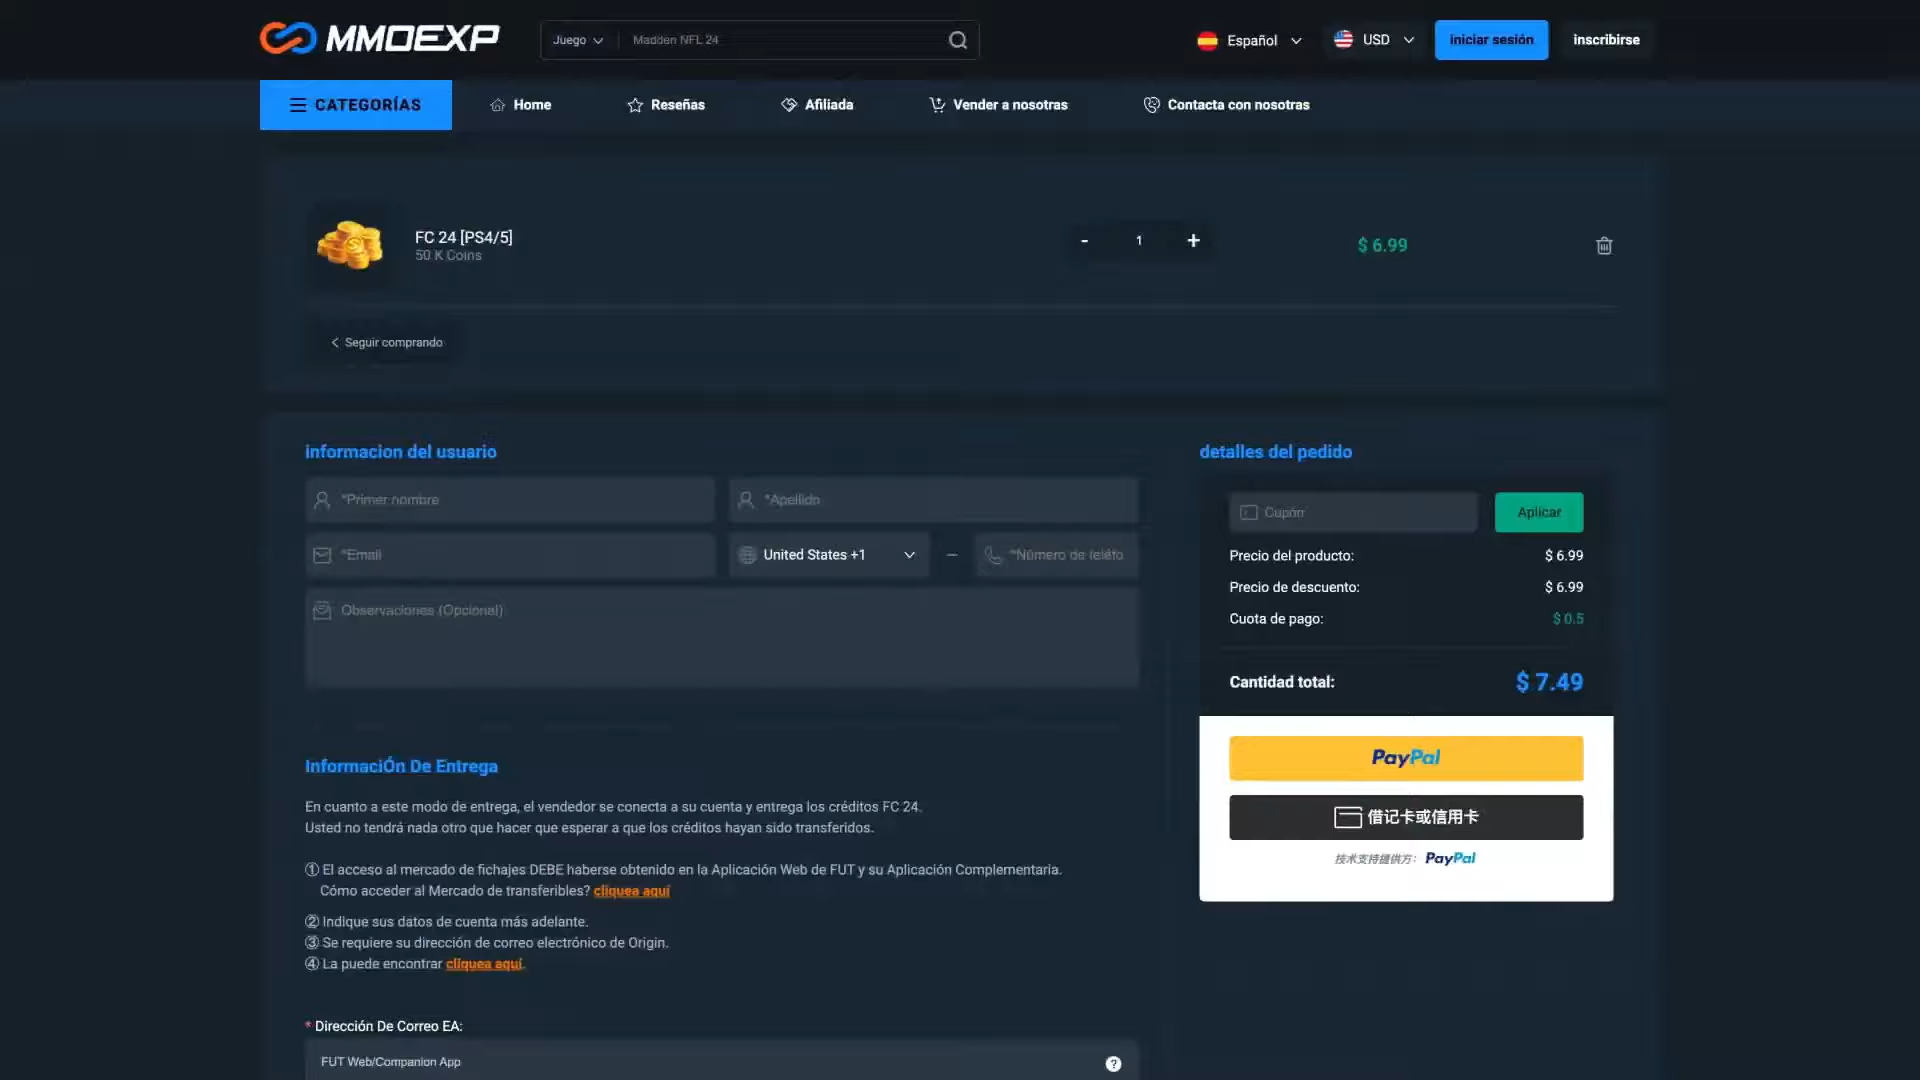 MMOEXP
Juego
Madden NFL 24
Español
USD
iniciar sesión
inscribirse
CATEGORÍAS
Home
Reseñas
Afiliada
Vender a nosotras
Contacta con nosotras
FC 24 [PS4/5]
50 K Coins
-
1
+
$ 6.99
Seguir comprando
informacion del usuario
*Primer nombre
*Apellido
*Email
United States +1
*Número de teléfo
Observaciones (Opcional)
detalles del pedido
Cupón
Aplicar
Precio del producto: $ 6.99
Precio de descuento: $ 6.99
Cuota de pago: $ 0.5
Cantidad total: $ 7.49
PayPal
借记卡或信用卡
技术支持提供方: PayPal
InformaciÓn De Entrega
En cuanto a este modo de entrega, el vendedor se conecta a su cuenta y entrega los créditos FC 24.
Usted no tendrá nada otro que hacer que esperar a que los créditos hayan sido transferidos.
① El acceso al mercado de fichajes DEBE haberse obtenido en la Aplicación Web de FUT y su Aplicación Complementaria.
Cómo acceder al Mercado de transferibles? clíquea aquí
② Indique sus datos de cuenta más adelante.
③ Se requiere su dirección de correo electrónico de Origin.
④ La puede encontrar clíquea aquí.
* Dirección De Correo EA:
FUT Web/Companion App
?